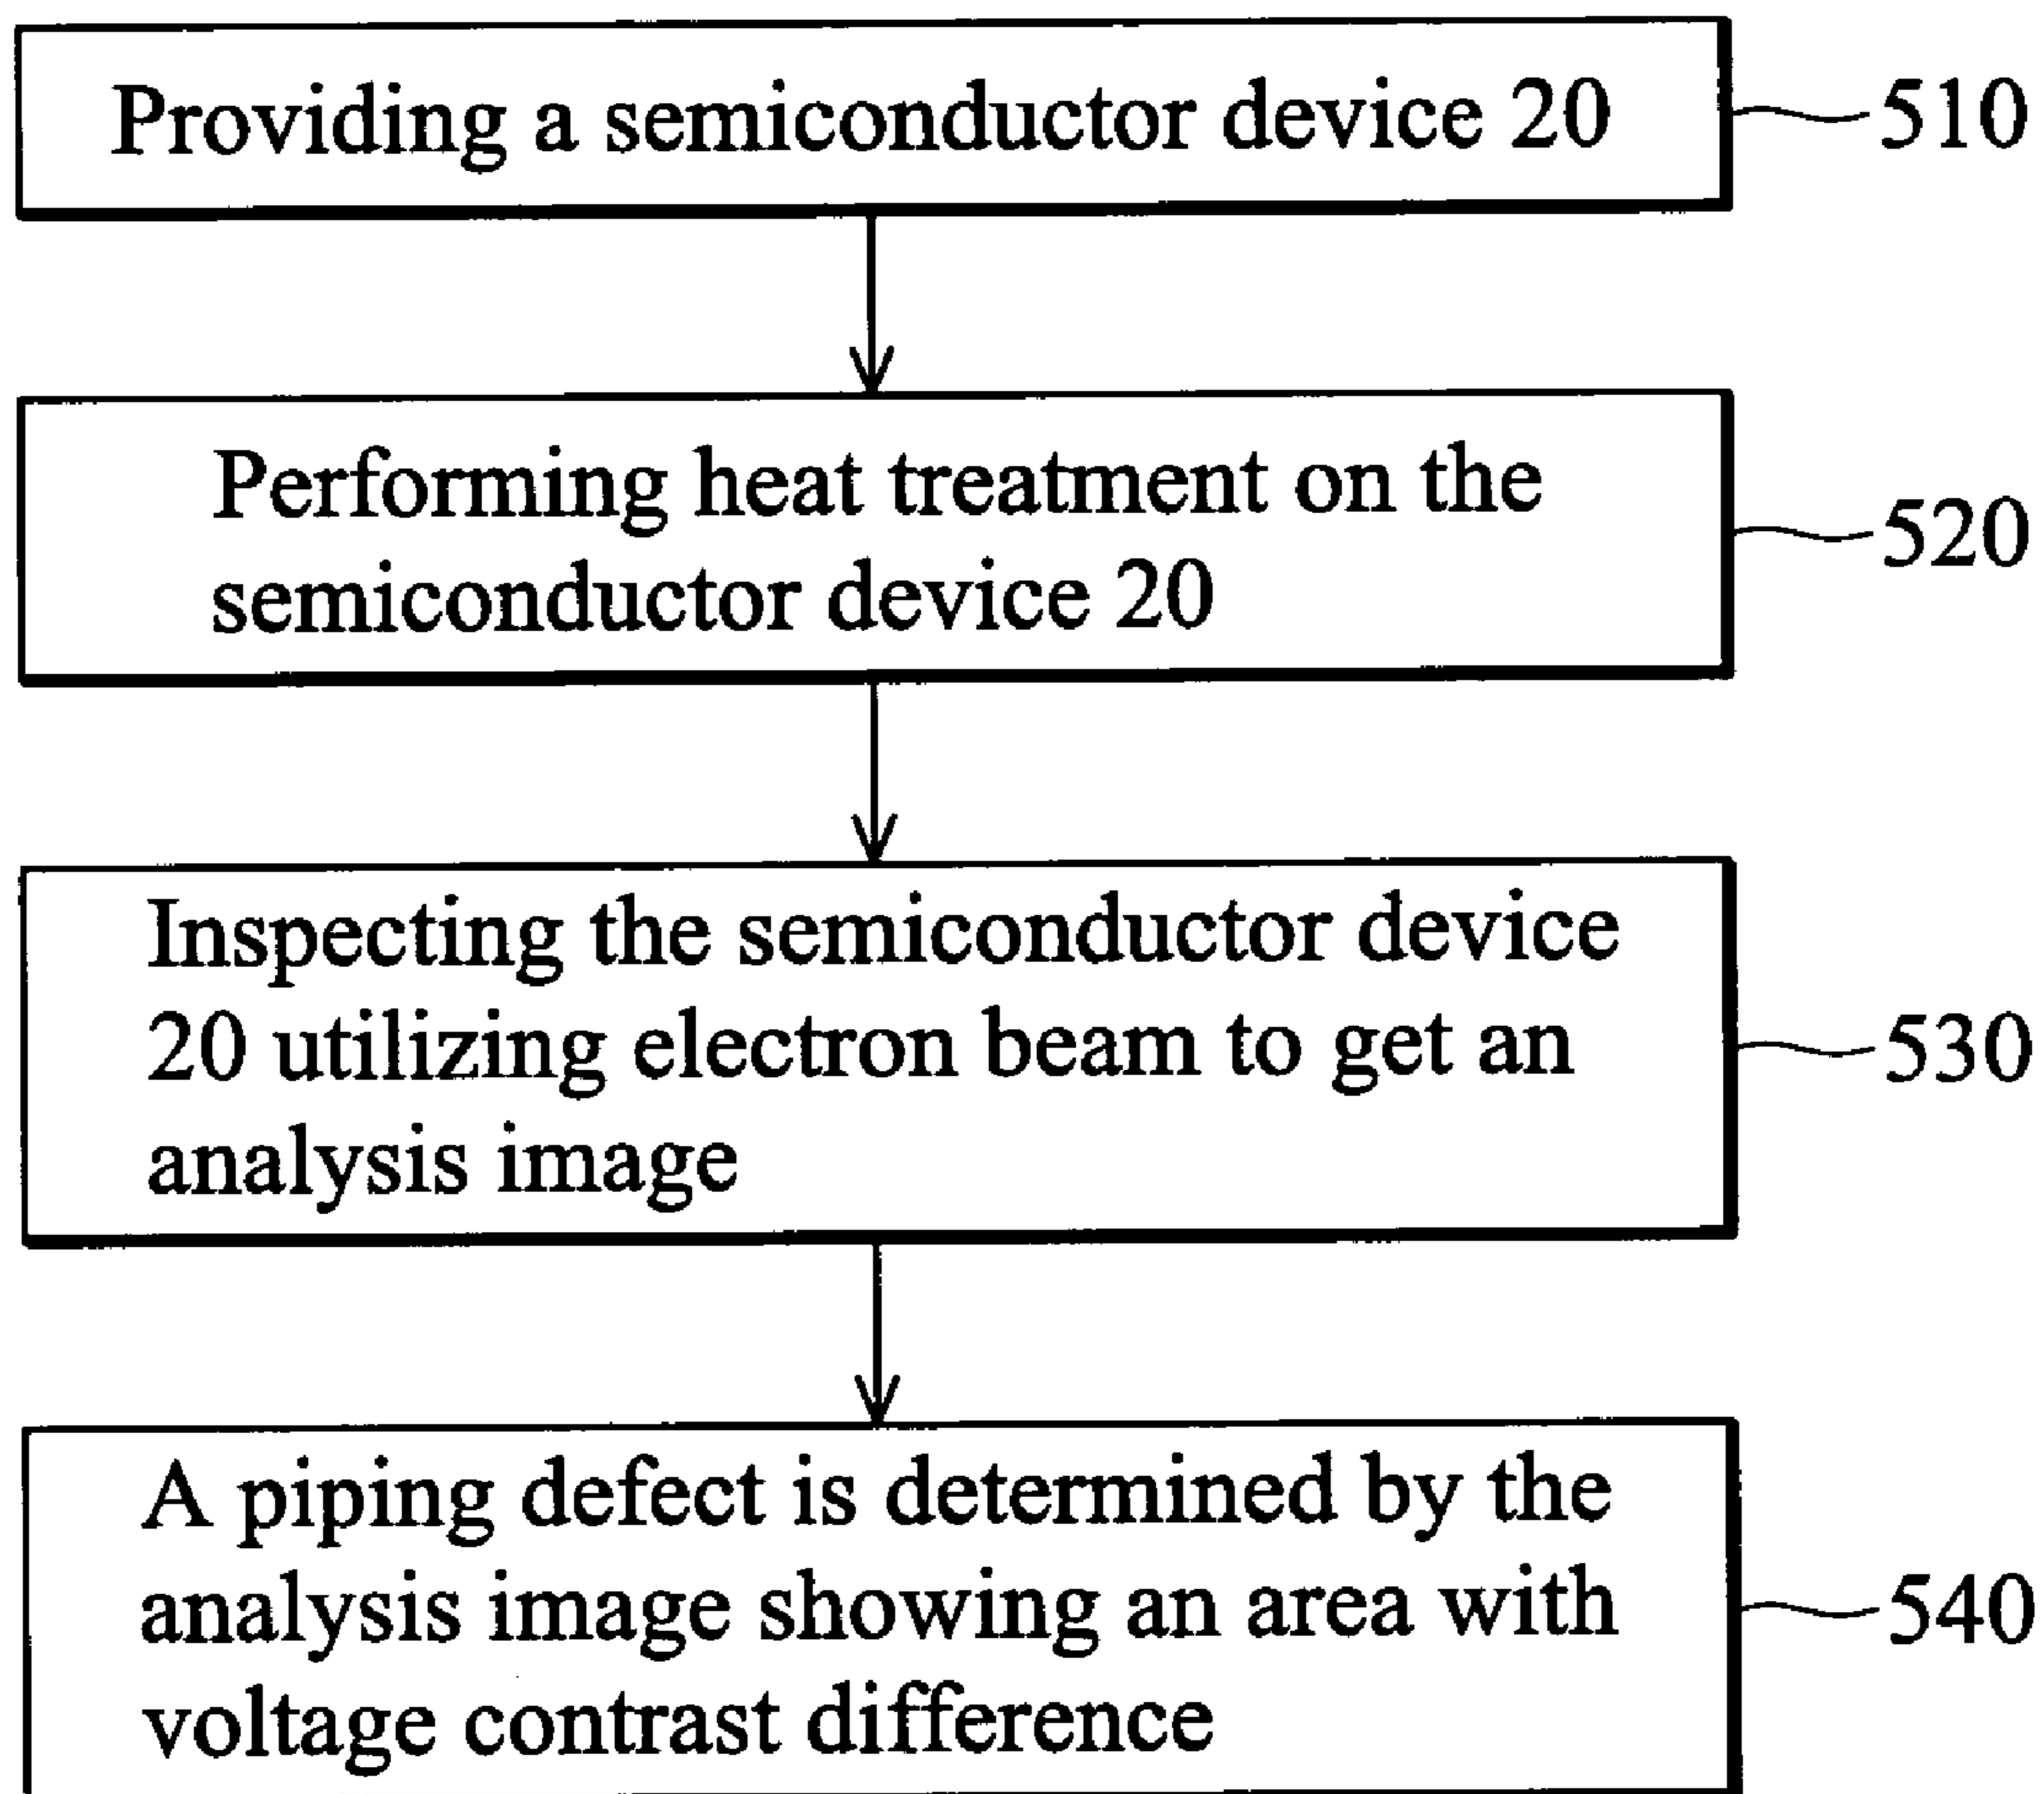 Providing a semiconductor device 20
510
Performing heat treatment on the
semiconductor device 20
520
Inspecting the semiconductor device
20 utilizing electron beam to get an
analysis image
530
A piping defect is determined by the
analysis image showing an area with
voltage contrast difference
540